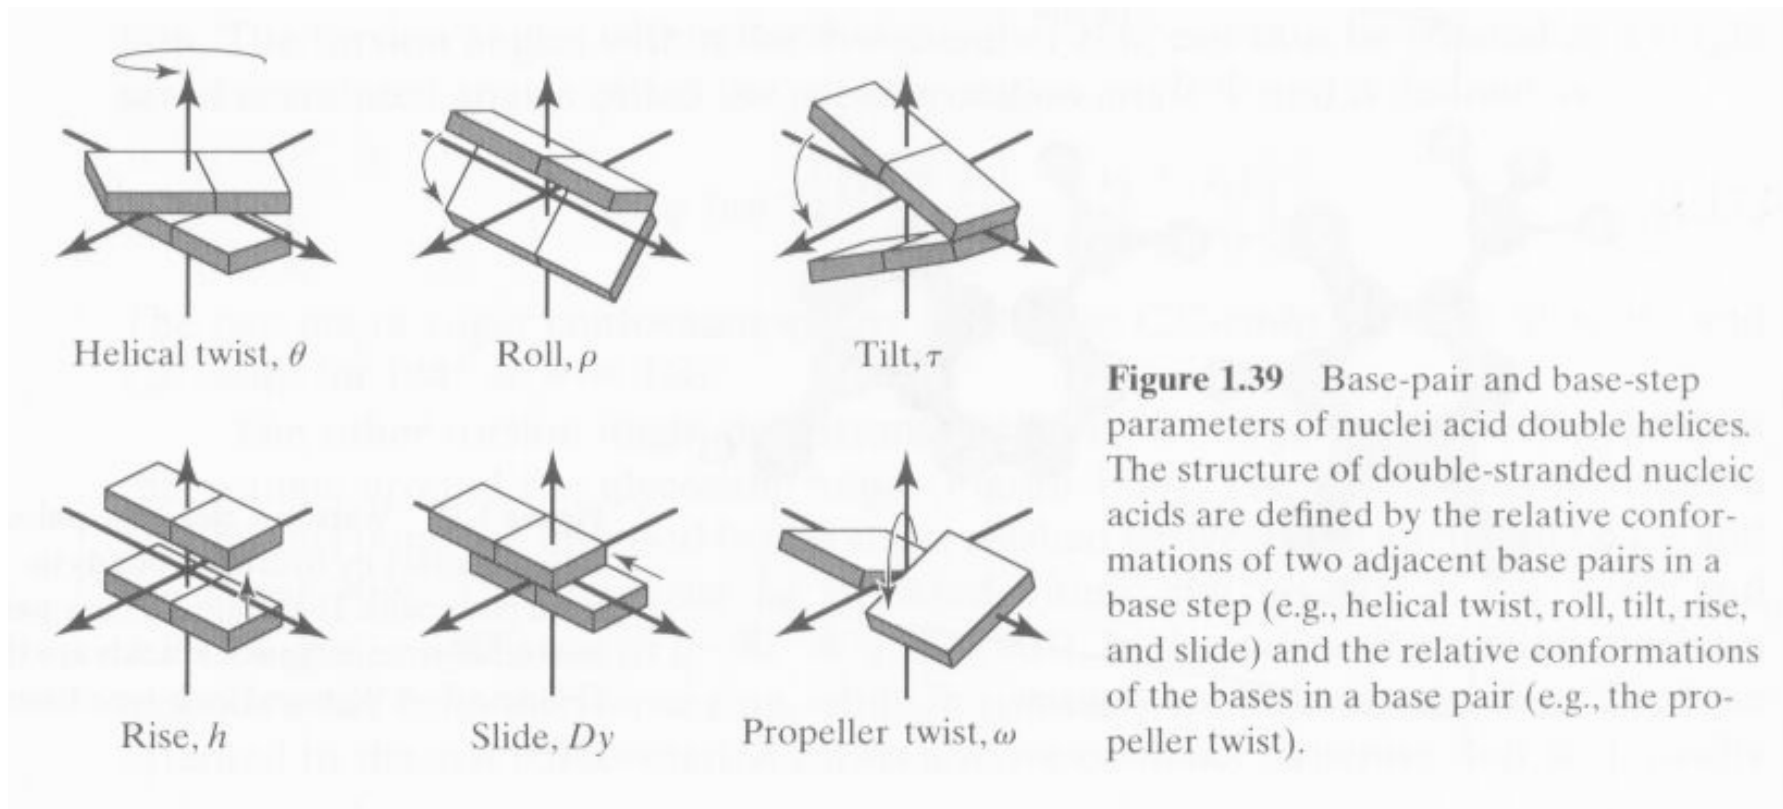 Helical twist, θ
Roll, ρ
Tilt, τ
Rise, h
Slide, Dy
Propeller twist, ω
Figure 1.39 Base-pair and base-step
parameters of nuclei acid double helices.
The structure of double-stranded nucleic
acids are defined by the relative confor-
mations of two adjacent base pairs in a
base step (e.g., helical twist, roll, tilt, rise,
and slide) and the relative conformations
of the bases in a base pair (e.g., the pro-
peller twist).